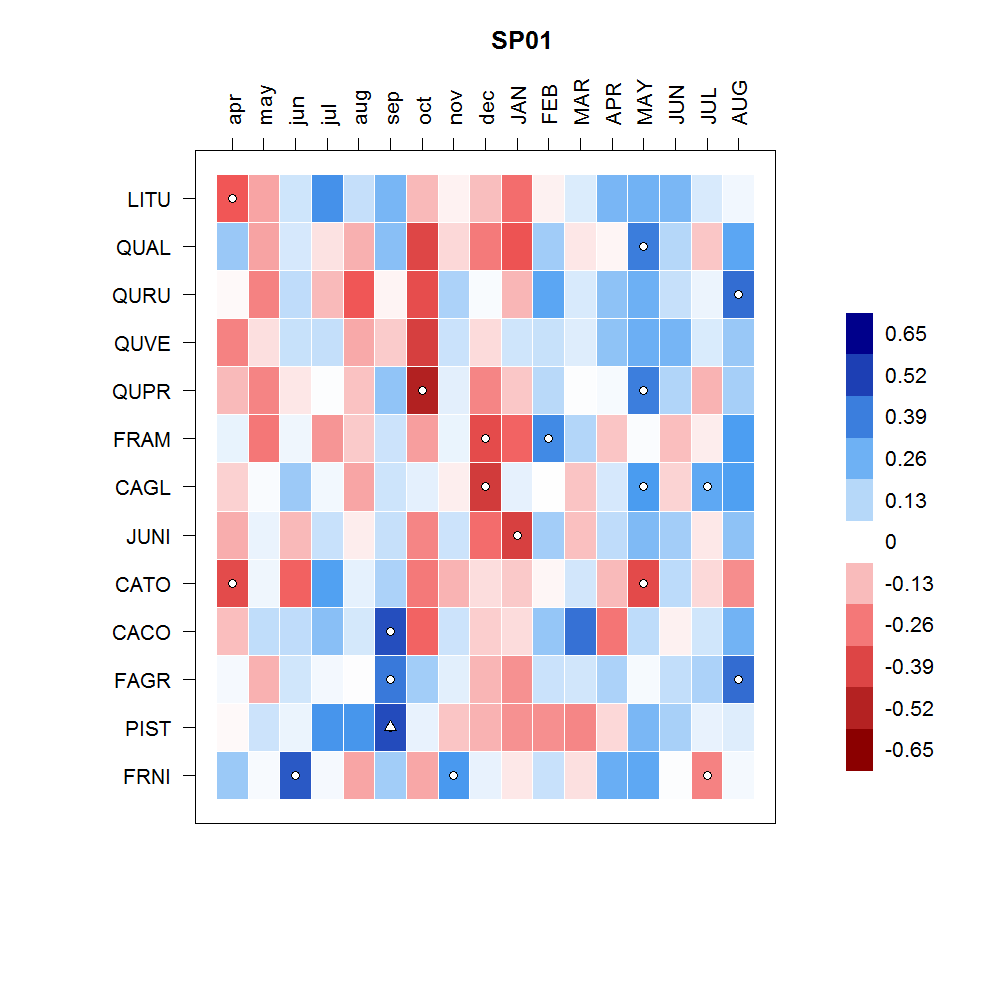 SP01
apr may jun jul aug sep oct nov dec JAN FEB MAR APR MAY JUN JUL AUG
LITU
QUAL
QURU
QUVE
QUPR
FRAM
CAGL
JUNI
CATO
CACO
FAGR
PIST
FRNI
0.65
0.52
0.39
0.26
0.13
0
-0.13
-0.26
-0.39
-0.52
-0.65